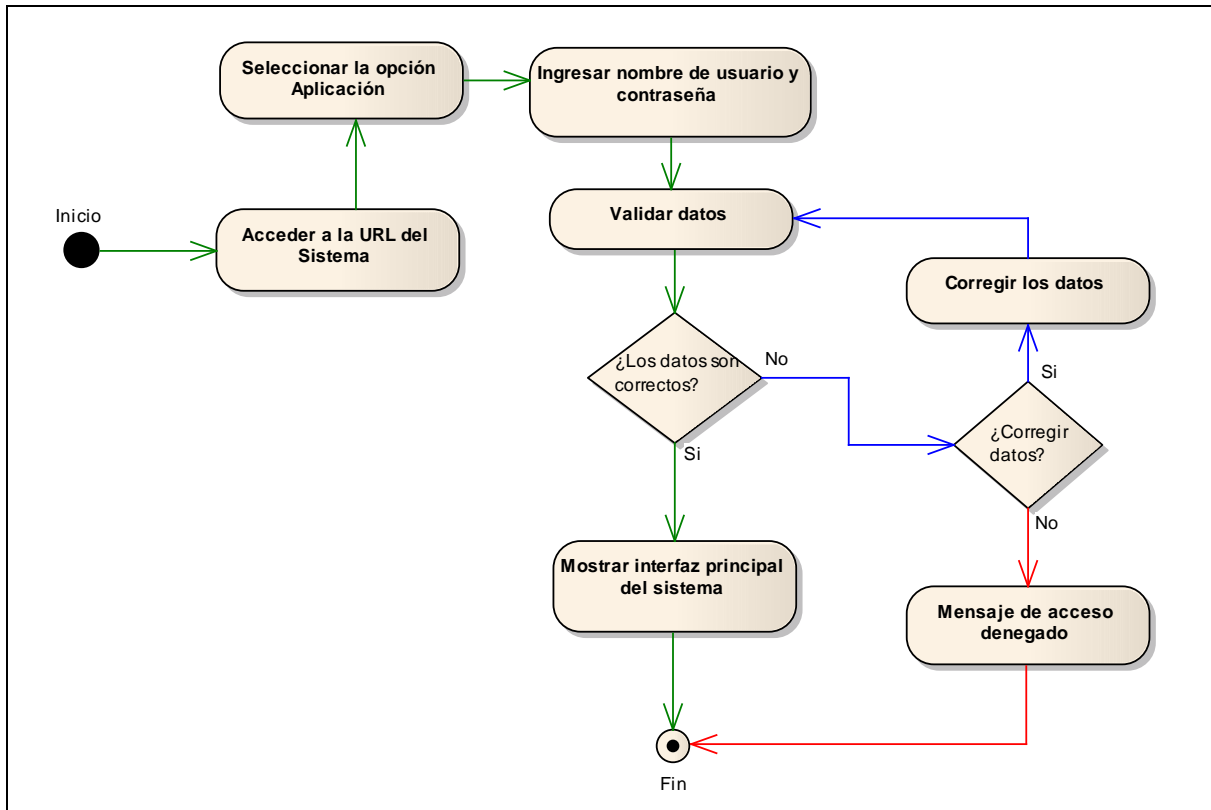 Seleccionar la opción
Aplicación
Ingresar nombre de usuario y
contraseña
Inicio
Acceder a la URL del
Sistema
Validar datos
Corregir los datos
¿Los datos son
correctos?
No
Si
Si
¿Corregir
datos?
No
Mostrar interfaz principal
del sistema
Mensaje de acceso
denegado
Fin